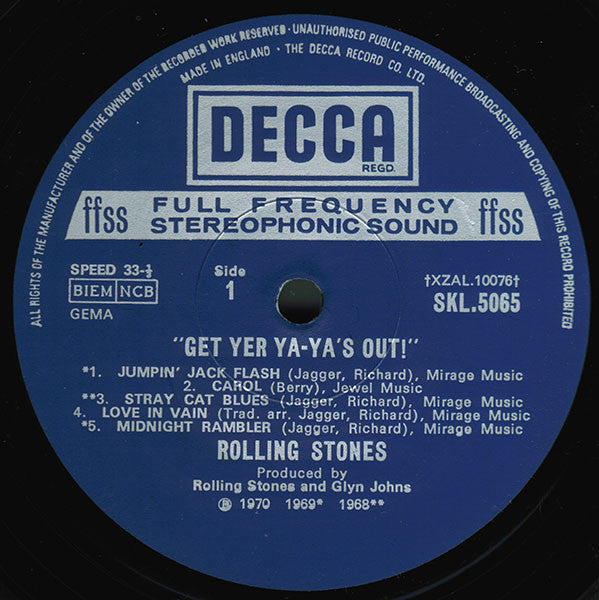 ALL RIGHTS OF THE MANUFACTURER AND OF THE OWNER OF THE RECORDED WORK RESERVED · UNAUTHORISED PUBLIC PERFORMANCE BROADCASTING AND COPYING OF THIS RECORD PROHIBITED
MADE IN ENGLAND · THE DECCA RECORD CO. LTD.
DECCA
REGD.
ffss FULL FREQUENCY STEREOPHONIC SOUND ffss
SPEED 33-⅓
BIEM NCB
GEMA
Side
1
†XZAL.10076†
SKL.5065
"GET YER YA-YA'S OUT!"
*1. JUMPIN' JACK FLASH (Jagger, Richard), Mirage Music
2. CAROL (Berry), Jewel Music
**3. STRAY CAT BLUES (Jagger, Richard), Mirage Music
4. LOVE IN VAIN (Trad. arr. Jagger, Richard), Mirage Music
*5. MIDNIGHT RAMBLER (Jagger, Richard), Mirage Music
ROLLING STONES
Produced by
Rolling Stones and Glyn Johns
Ⓟ 1970 1969* 1968**